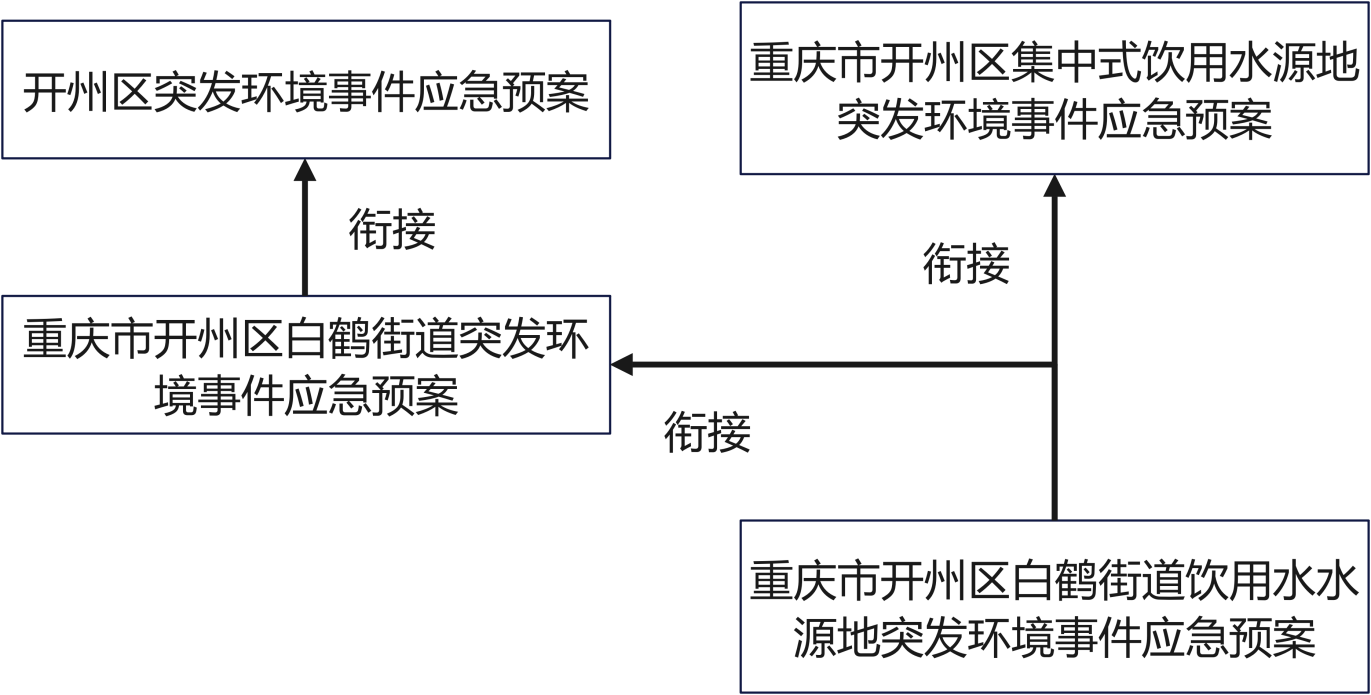 开州区突发环境事件应急预案
重庆市开州区集中式饮用水源地
突发环境事件应急预案
衔接
衔接
重庆市开州区白鹤街道突发环
境事件应急预案
衔接
重庆市开州区白鹤街道饮用水水
源地突发环境事件应急预案